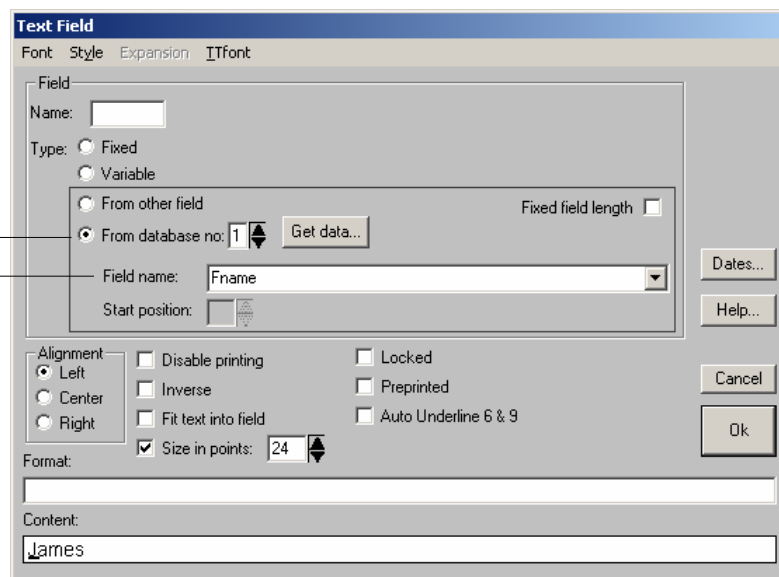 Text Field
Font Style Expansion TTfont
Field
Name:
Type: Fixed
Variable
From other field
Fixed field length
From database no: 1 Get data...
Field name: Fname
Start position:
Dates...
Help...
Alignment
Left
Center
Right
Disable printing
Inverse
Fit text into field
Size in points: 24
Locked
Preprinted
Auto Underline 6 & 9
Cancel
Ok
Format:
Content:
James